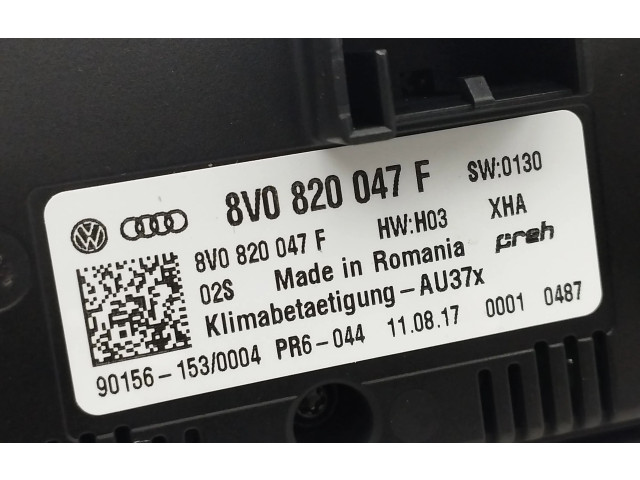 8V0 820 047 F SW:0130
8V0 820 047 F HW:H03 XHA
02S Made in Romania preh
Klimabetaetigung-AU37x
90156-153/0004 PR6-044 11.08.17 0001 0487